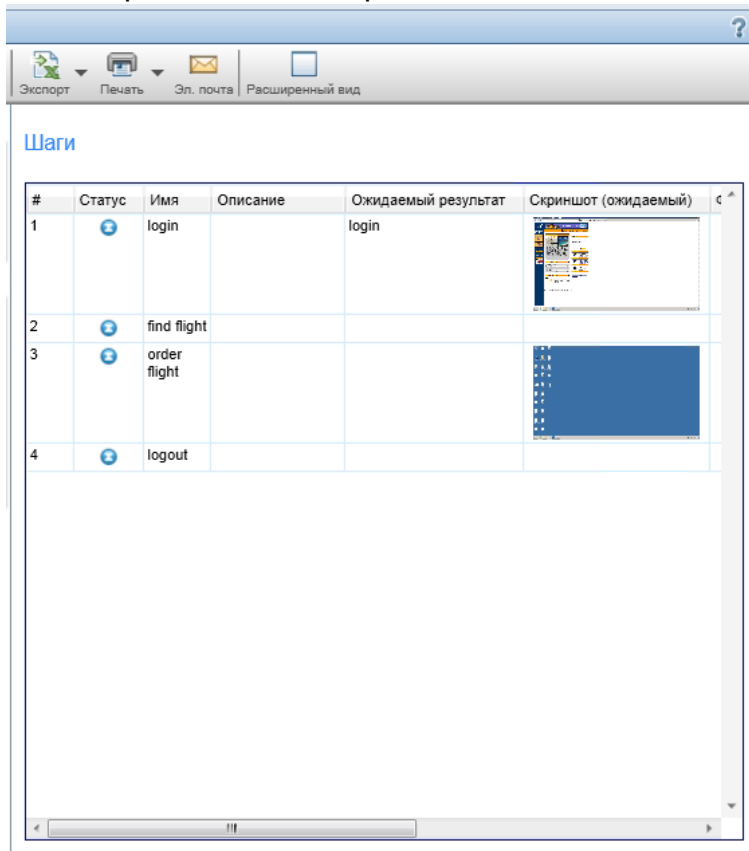 ?
Экспорт Печать Эл. почта Расширенный вид
Шаги
# Статус Имя Описание Ожидаемый результат Скриншот (ожидаемый)
1 login login
2 find flight
3 order
flight
4 logout